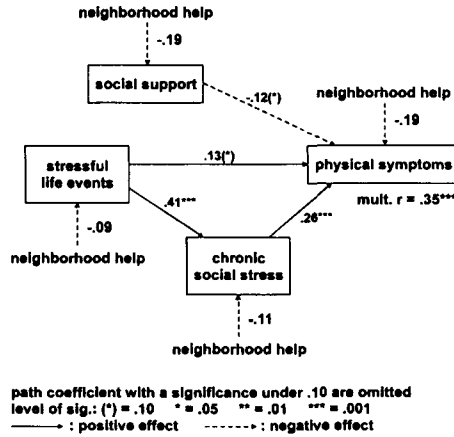 neighborhood help
-.19
social support
-.12(*)
neighborhood help
-.19
stressful
life events
.13(*)
physical symptoms
mult. r = .35***
.41***
.26***
-.09
neighborhood help
chronic
social stress
-.11
neighborhood help
path coefficient with a significance under .10 are omitted
level of sig.: (*) = .10 * = .05 ** = .01 *** = .001
: positive effect : negative effect